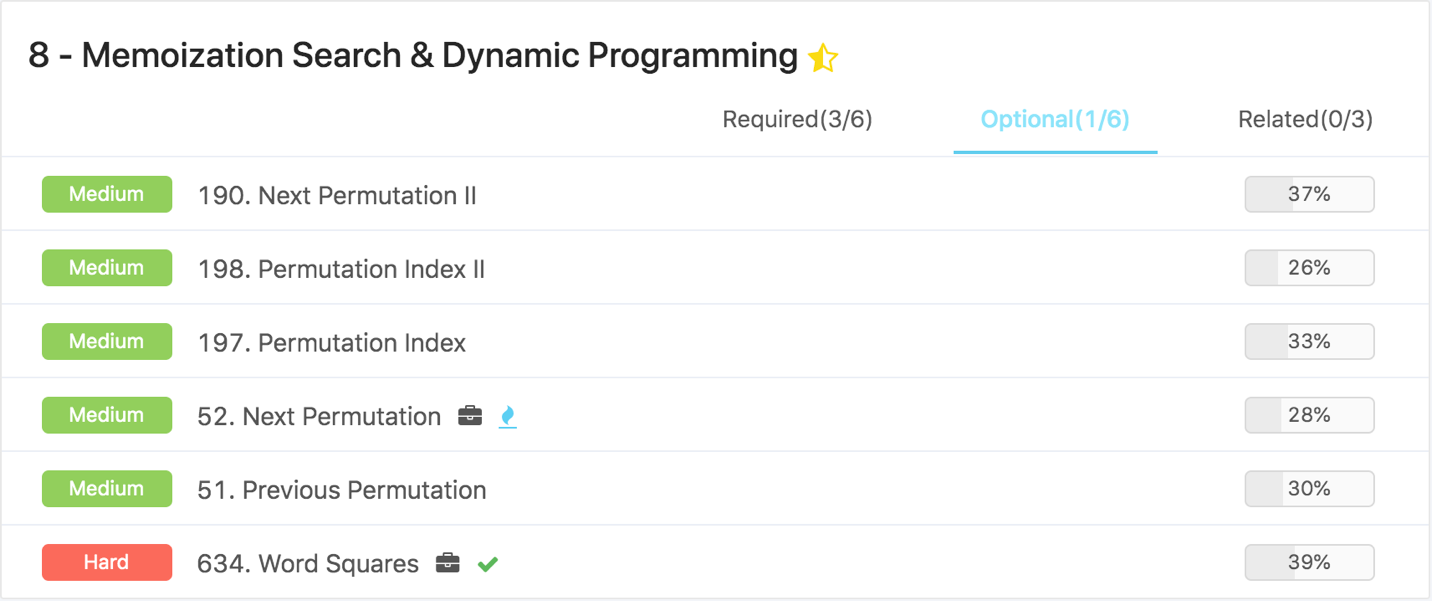 8 - Memoization Search & Dynamic Programming
Required(3/6) Optional(1/6) Related(0/3)
Medium 190. Next Permutation II 37%
Medium 198. Permutation Index II 26%
Medium 197. Permutation Index 33%
Medium 52. Next Permutation 28%
Medium 51. Previous Permutation 30%
Hard 634. Word Squares 39%